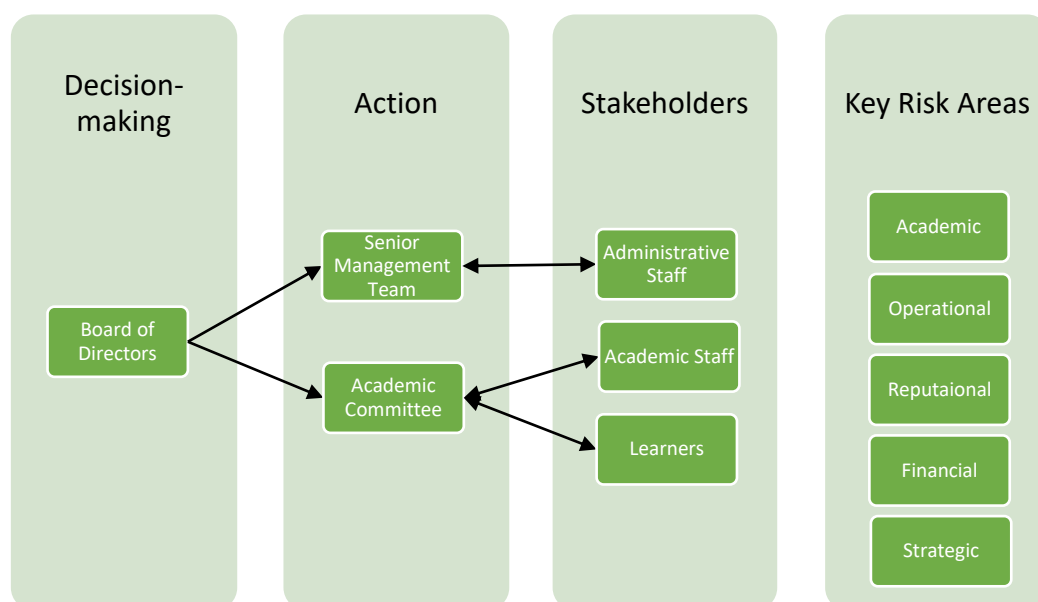 Decision-
making
Board of
Directors
Action
Senior
Management
Team
Academic
Committee
Stakeholders
Administrative
Staff
Academic Staff
Learners
Key Risk Areas
Academic
Operational
Reputaional
Financial
Strategic